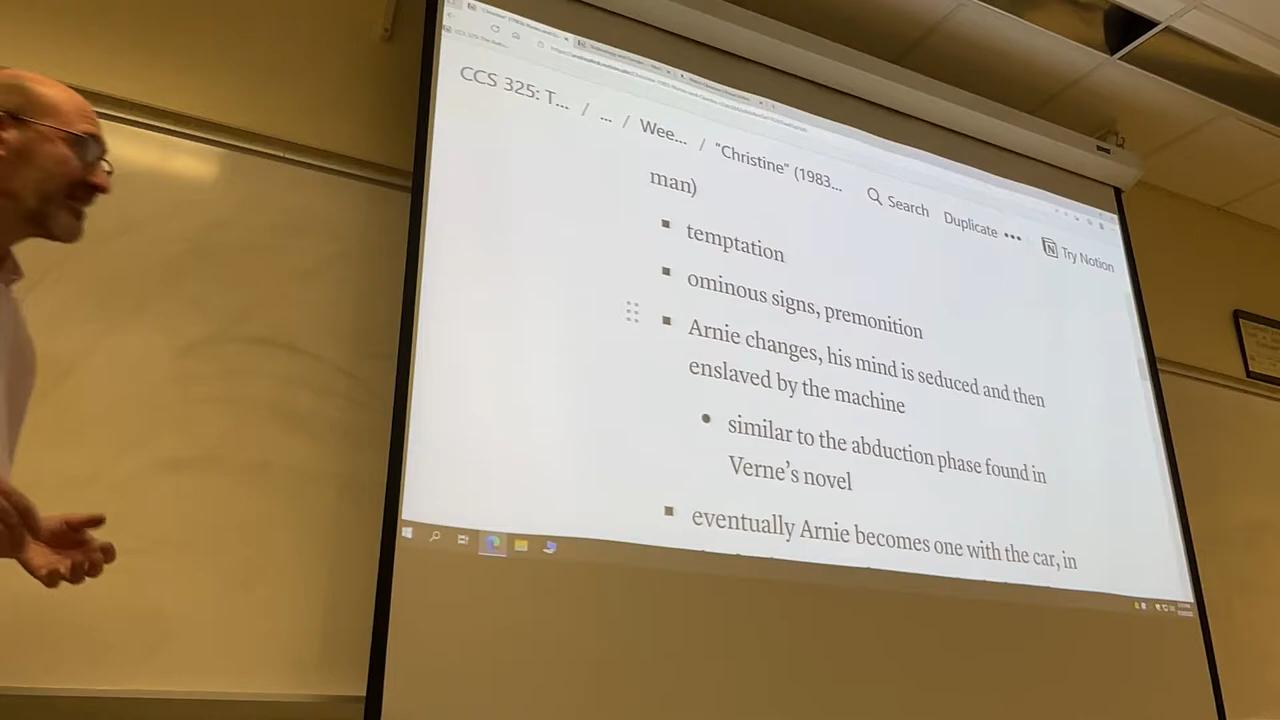 CCS 325: T... / ... / Wee... / "Christine" (1983... Search Duplicate ••• Try Notion
man)
▪ temptation
▪ ominous signs, premonition
▪ Arnie changes, his mind is seduced and then
enslaved by the machine
• similar to the abduction phase found in
Verne's novel
▪ eventually Arnie becomes one with the car, in